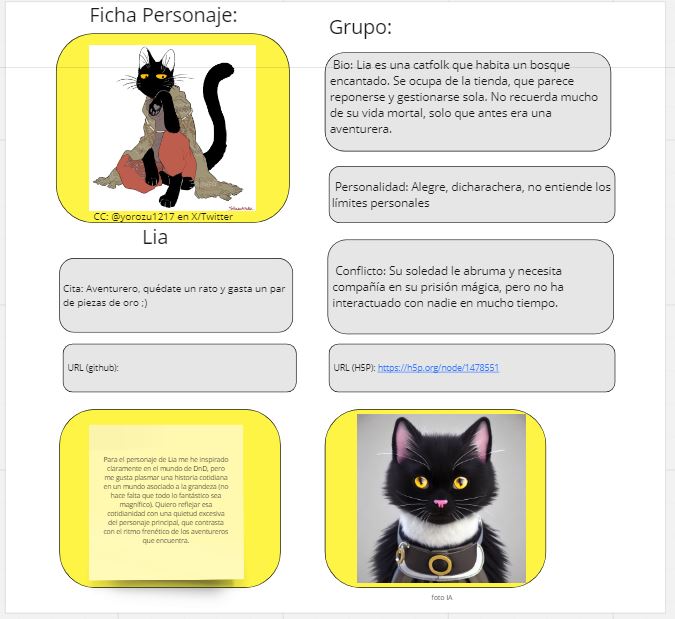 Ficha Personaje:
CC: @yorozu1217 en X/Twitter
Lia
Cita: Aventurero, quédate un rato y gasta un par
de piezas de oro ;)
URL (github):
Para el personaje de Lia me he inspirado
claramente en el mundo de DnD, pero
me gusta plasmar una historia cotidiana
en un mundo asociado a la grandeza (no
hace falta que todo lo fantástico sea
magnífico). Quiero reflejar esa
cotidianidad con una quietud excesiva
del personaje principal, que contrasta
con el ritmo frenético de los aventureros
que encuentra.
Grupo:
Bio: Lia es una catfolk que habita un bosque
encantado. Se ocupa de la tienda, que parece
reponerse y gestionarse sola. No recuerda mucho
de su vida mortal, solo que antes era una
aventurera.
Personalidad: Alegre, dicharachera, no entiende los
límites personales
Conflicto: Su soledad le abruma y necesita
compañía en su prisión mágica, pero no ha
interactuado con nadie en mucho tiempo.
URL (H5P): https://h5p.org/node/1478551
foto IA